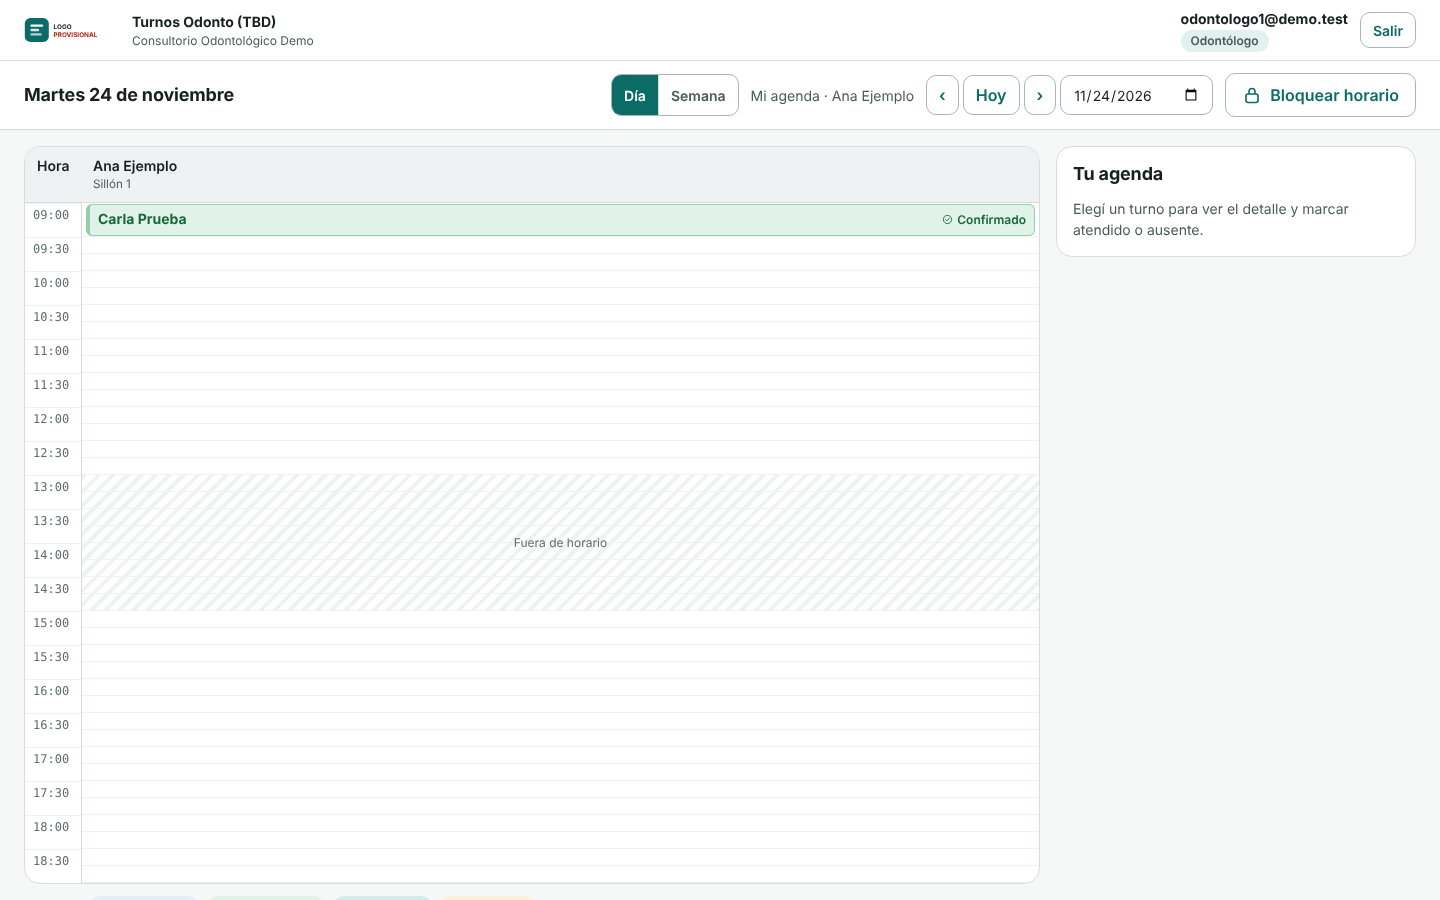 LOGO
PROVISIONAL
Turnos Odonto (TBD)
Consultorio Odontológico Demo
odontologo1@demo.test
Odontólogo
Salir
Martes 24 de noviembre
Día
Semana
Mi agenda · Ana Ejemplo
‹
Hoy
›
11/24/2026
Bloquear horario
Hora
Ana Ejemplo
Sillón 1
09:00
Carla Prueba
Confirmado
09:30
10:00
10:30
11:00
11:30
12:00
12:30
13:00
13:30
Fuera de horario
14:00
14:30
15:00
15:30
16:00
16:30
17:00
17:30
18:00
18:30
Tu agenda
Elegí un turno para ver el detalle y marcar
atendido o ausente.